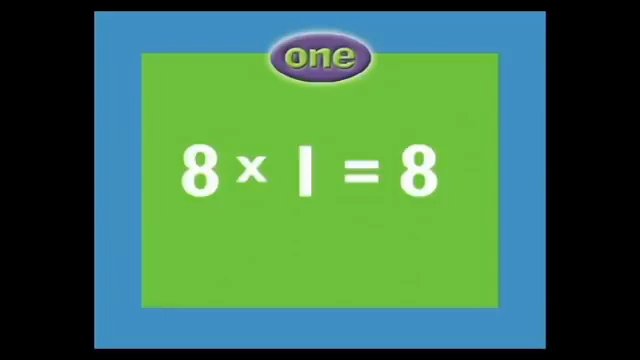 one
8 x 1 = 8